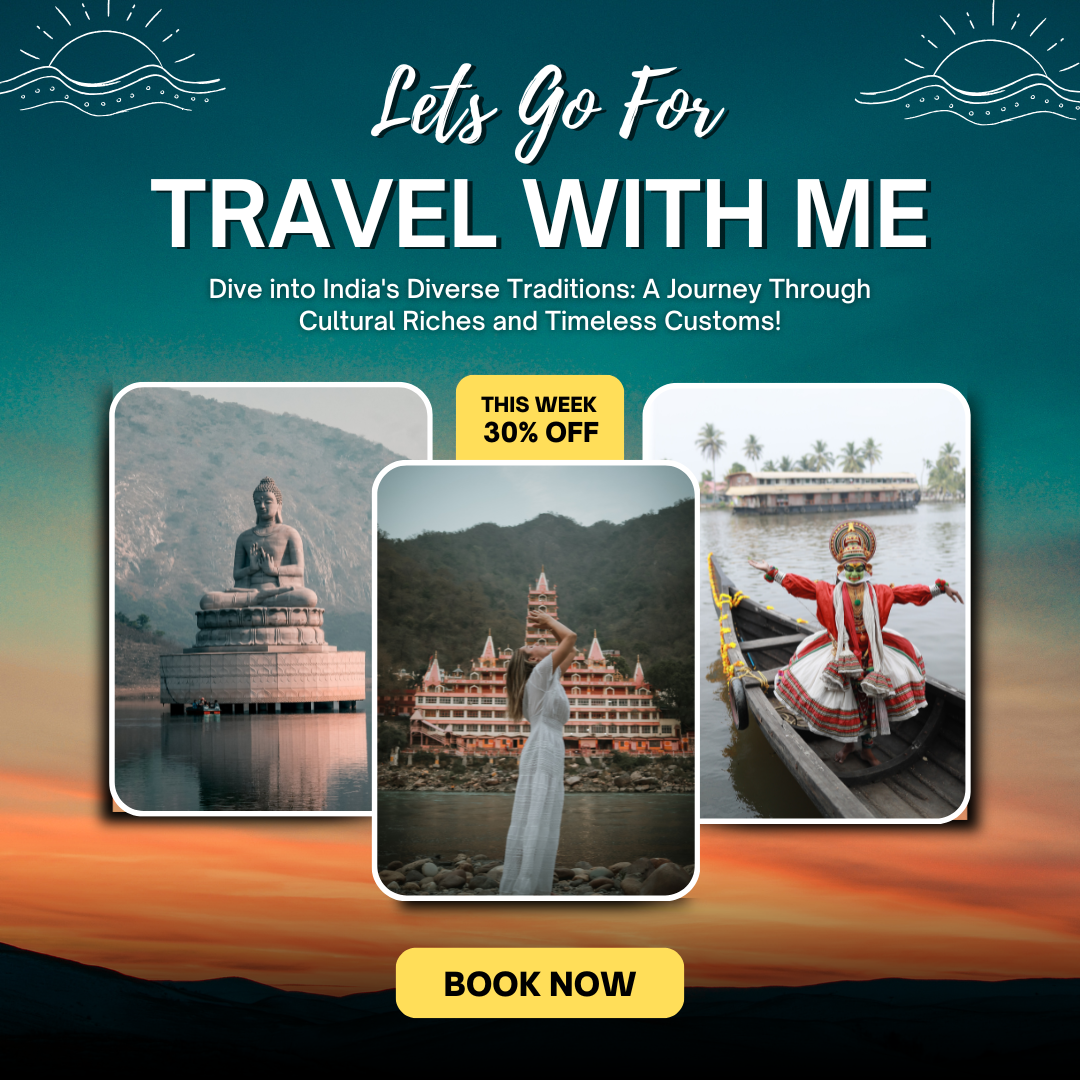 Lets Go For
TRAVEL WITH ME
Dive into India's Diverse Traditions: A Journey Through
Cultural Riches and Timeless Customs!
THIS WEEK
30% OFF
BOOK NOW